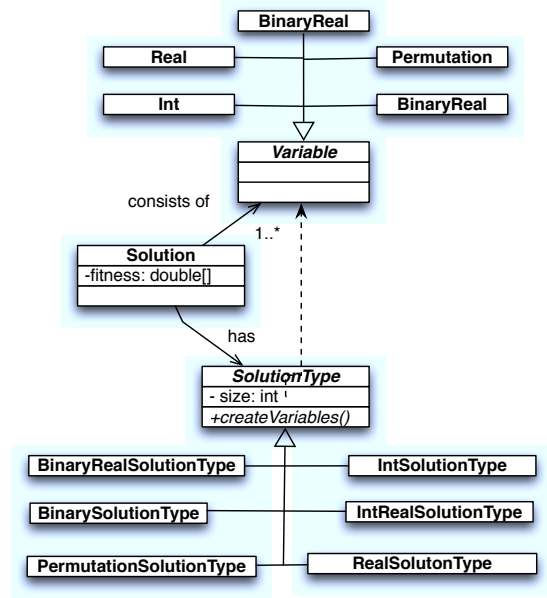 BinaryReal
Real
Permutation
Int
BinaryReal
Variable
consists of
1..*
Solution
-fitness: double[]
has
SolutionType
- size: int
+createVariables()
BinaryRealSolutionType
IntSolutionType
BinarySolutionType
IntRealSolutionType
PermutationSolutionType
RealSolutonType